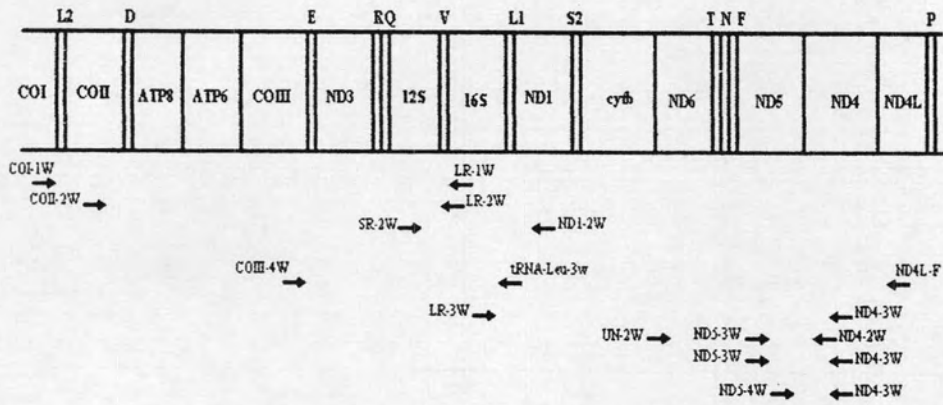 L2 D E R Q V L1 S2 T N F P
COI COII ATP8 ATP6 COIII ND3 12S 16S ND1 cytb ND6 ND5 ND4 ND4L
COI-1W LR-1W
COII-2W LR-2W
SR-2W ND1-2W
COIII-4W tRNA-Leu-3w ND4L-F
LR-3W ND4-3W
UN-2W ND5-3W ND4-2W
ND5-3W ND4-3W
ND5-4W ND4-3W